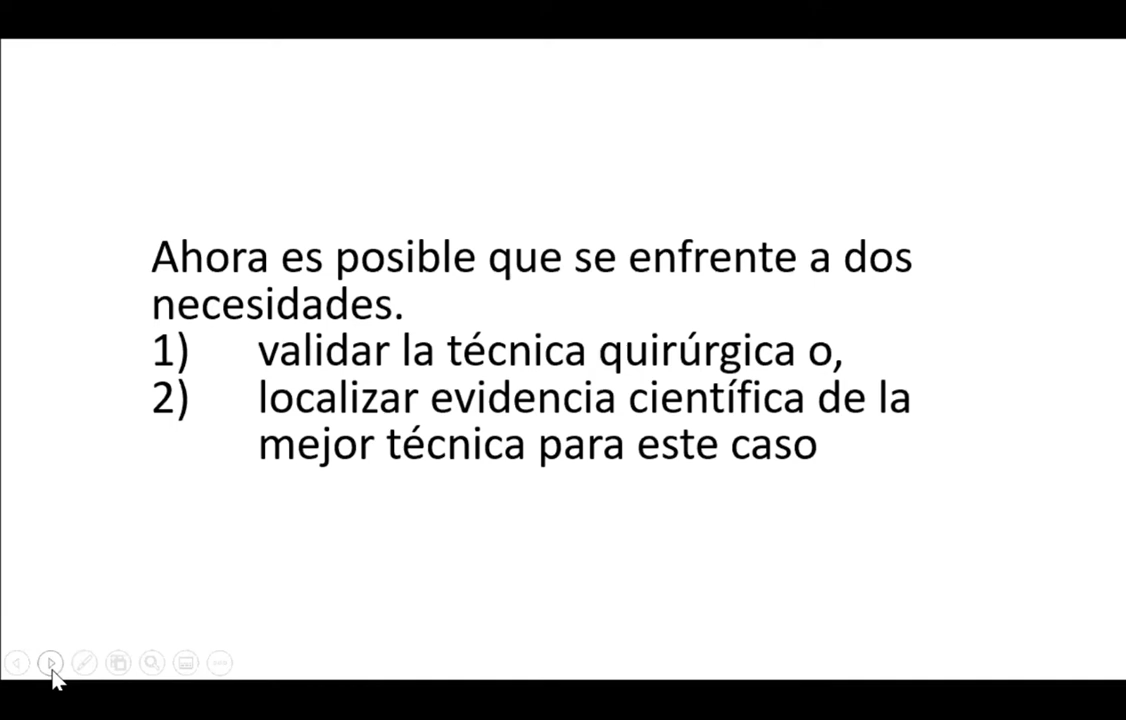 Ahora es posible que se enfrente a dos
necesidades.
1) validar la técnica quirúrgica o,
2) localizar evidencia científica de la
mejor técnica para este caso